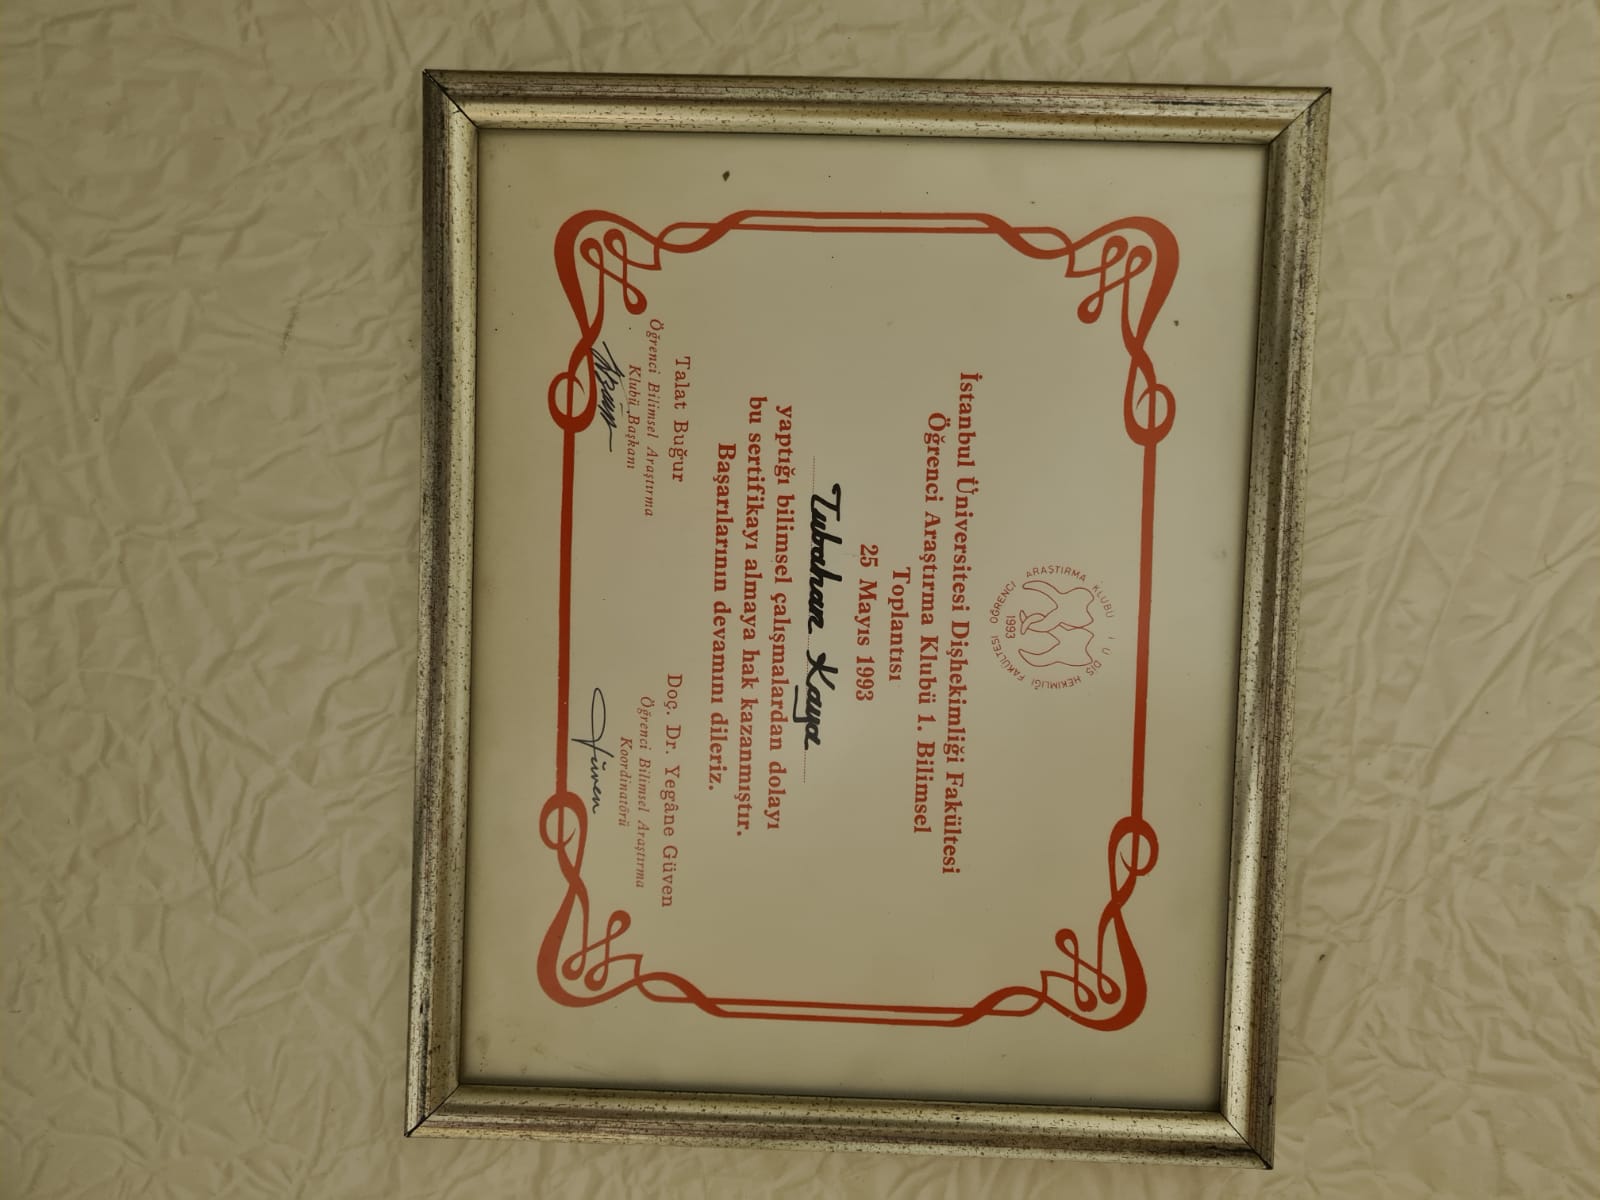 ÖĞRENCİ ARAŞTIRMA KLUBÜ İ Ü DİŞ HEKİMLİĞİ FAKÜLTESİ
1993
İstanbul Üniversitesi Dişhekimliği Fakültesi
Öğrenci Araştırma Klubü 1. Bilimsel
Toplantısı
25 Mayıs 1993
Tubahan Kaya
yaptığı bilimsel çalışmalardan dolayı
bu sertifikayı almaya hak kazanmıştır.
Başarılarının devamını dileriz.
Talat Buğur
Öğrenci Bilimsel Araştırma
Klubü Başkanı
Doç. Dr. Yegâne Güven
Öğrenci Bilimsel Araştırma
Koordinatörü
Güven